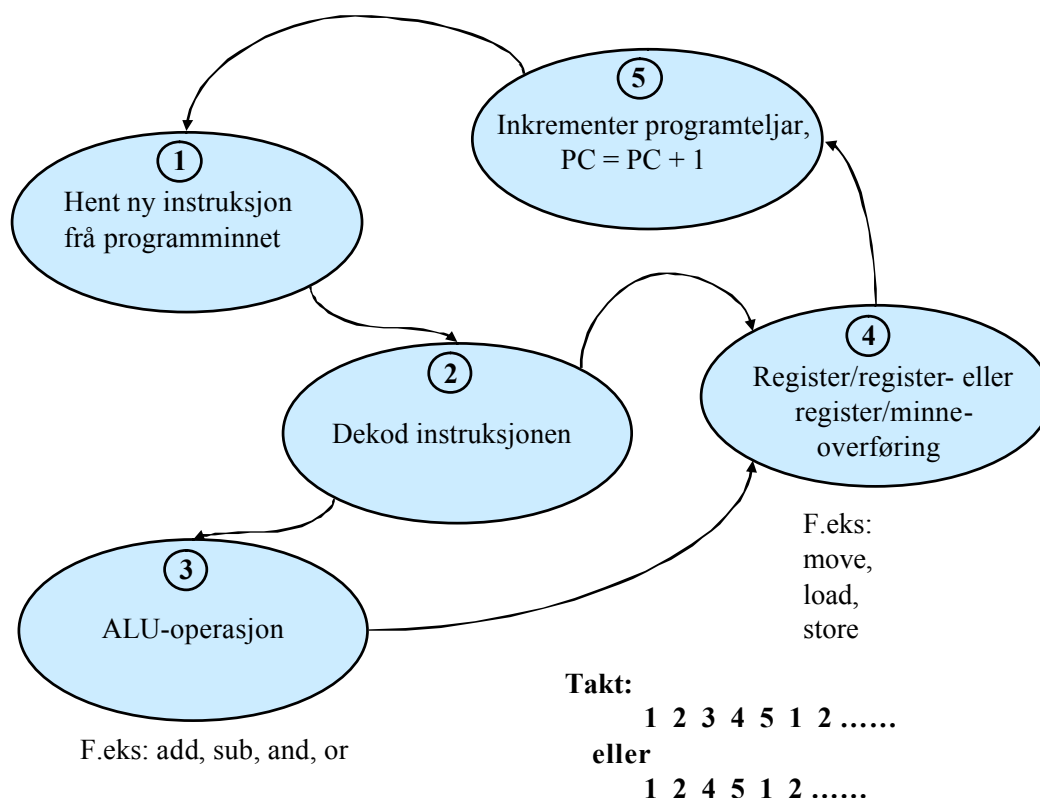 5
Inkrementer programteljar,
PC = PC + 1
1
Hent ny instruksjon
frå programminnet
2
Dekod instruksjonen
4
Register/register- eller
register/minne-
overføring
F.eks:
move,
load,
store
3
ALU-operasjon
F.eks: add, sub, and, or
Takt:
1 2 3 4 5 1 2 ......
eller
1 2 4 5 1 2 ......